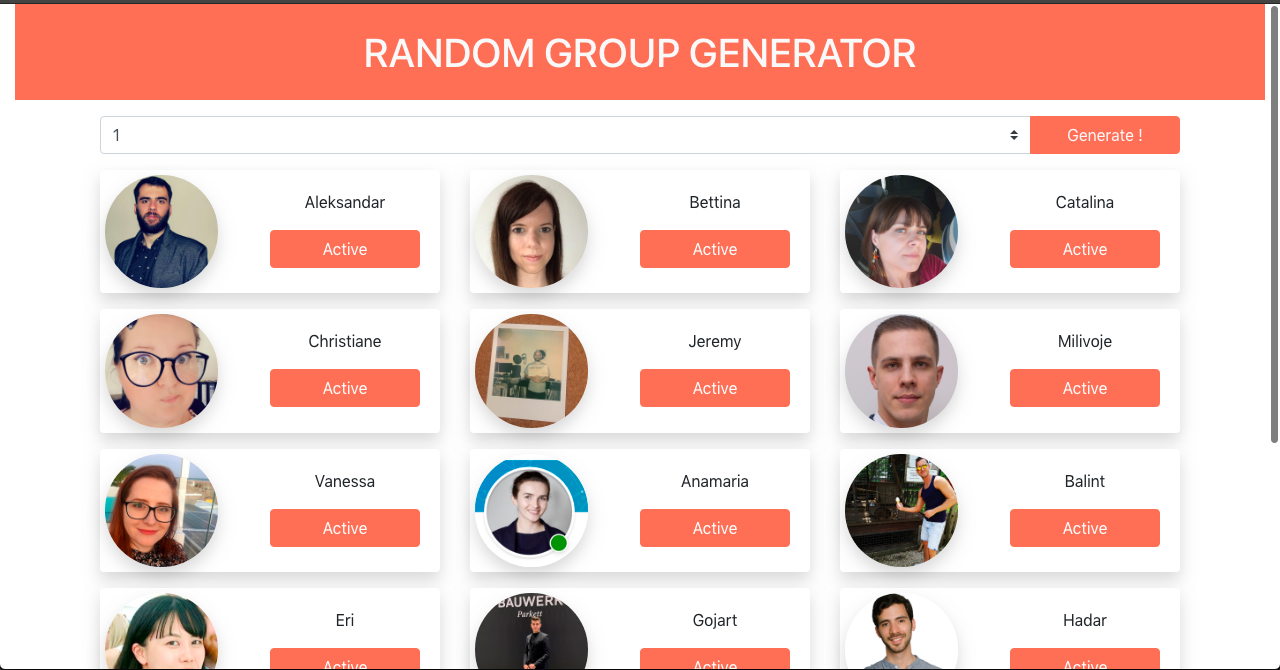 RANDOM GROUP GENERATOR
1
Generate !
Aleksandar
Active
Bettina
Active
Catalina
Active
Christiane
Active
Jeremy
Active
Milivoje
Active
Vanessa
Active
Anamaria
Active
Balint
Active
Eri
Active
BAUWERK
Parkett
Gojart
Active
Hadar
Active